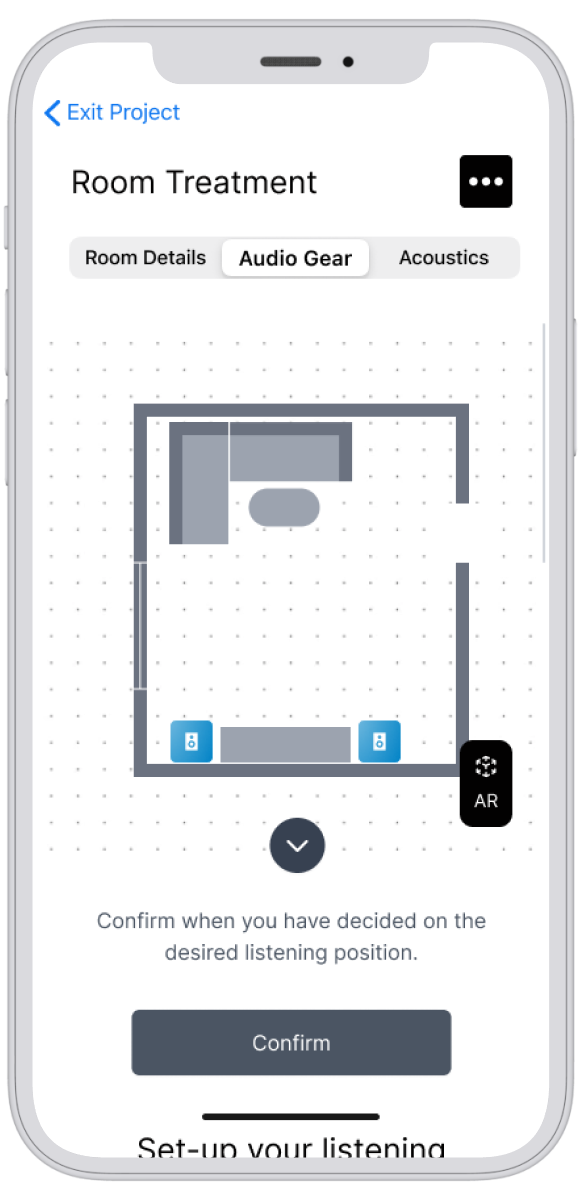 Exit Project
Room Treatment
Room Details Audio Gear Acoustics
AR
Confirm when you have decided on the
desired listening position.
Confirm
Set-up your listening